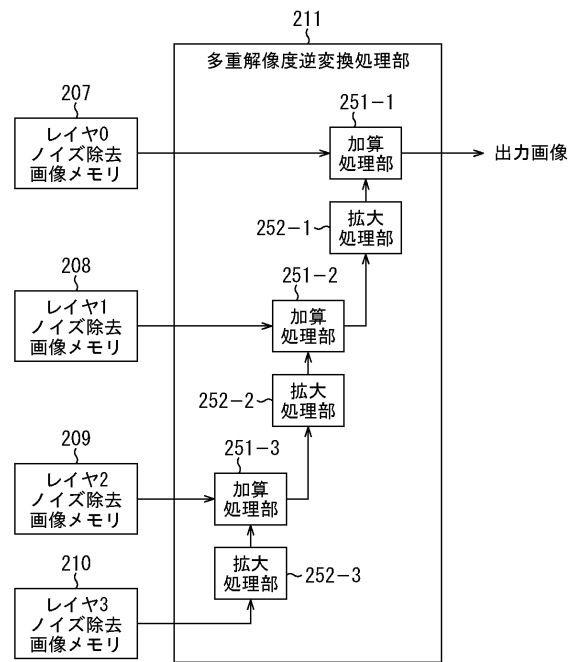 211
多重解像度逆変換処理部
207
レイヤ0
ノイズ除去
画像メモリ
251-1
加算
処理部
出力画像
252-1
拡大
処理部
208
レイヤ1
ノイズ除去
画像メモリ
251-2
加算
処理部
252-2
拡大
処理部
209
レイヤ2
ノイズ除去
画像メモリ
251-3
加算
処理部
210
レイヤ3
ノイズ除去
画像メモリ
拡大
処理部
252-3